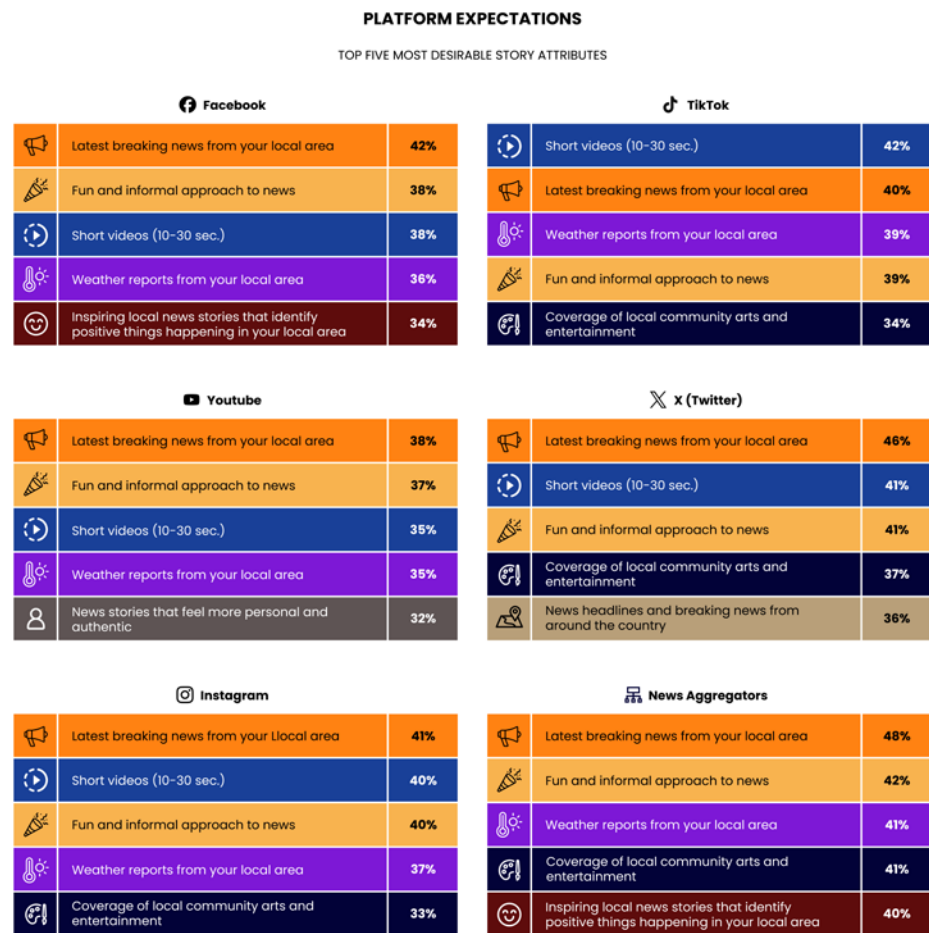 PLATFORM EXPECTATIONS
TOP FIVE MOST DESIRABLE STORY ATTRIBUTES
Facebook
Latest breaking news from your local area 42%
Fun and informal approach to news 38%
Short videos (10-30 sec.) 38%
Weather reports from your local area 36%
Inspiring local news stories that identify
positive things happening in your local area 34%
TikTok
Short videos (10-30 sec.) 42%
Latest breaking news from your local area 40%
Weather reports from your local area 39%
Fun and informal approach to news 39%
Coverage of local community arts and
entertainment 34%
Youtube
Latest breaking news from your local area 38%
Fun and informal approach to news 37%
Short videos (10-30 sec.) 35%
Weather reports from your local area 35%
News stories that feel more personal and
authentic 32%
X (Twitter)
Latest breaking news from your local area 46%
Short videos (10-30 sec.) 41%
Fun and informal approach to news 41%
Coverage of local community arts and
entertainment 37%
News headlines and breaking news from
around the country 36%
Instagram
Latest breaking news from your Llocal area 41%
Short videos (10-30 sec.) 40%
Fun and informal approach to news 40%
Weather reports from your local area 37%
Coverage of local community arts and
entertainment 33%
News Aggregators
Latest breaking news from your local area 48%
Fun and informal approach to news 42%
Weather reports from your local area 41%
Coverage of local community arts and
entertainment 41%
Inspiring local news stories that identify
positive things happening in your local area 40%